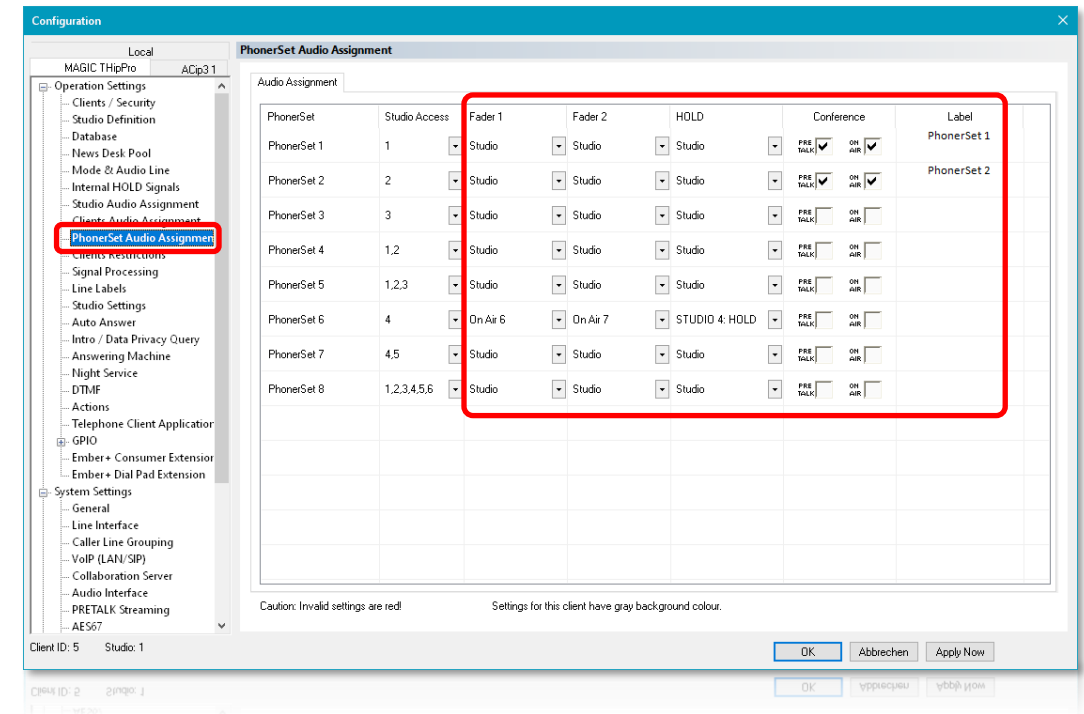 Configuration
Local
MAGIC THipPro ACip3 1
Operation Settings
Clients / Security
Studio Definition
Database
News Desk Pool
Mode & Audio Line
Internal HOLD Signals
Studio Audio Assignment
Clients Audio Assignment
PhonerSet Audio Assignmen
Clients Restrictions
Signal Processing
Line Labels
Studio Settings
Auto Answer
Intro / Data Privacy Query
Answering Machine
Night Service
DTMF
Actions
Telephone Client Application
GPIO
Ember+ Consumer Extension
Ember+ Dial Pad Extension
System Settings
General
Line Interface
Caller Line Grouping
VoIP (LAN/SIP)
Collaboration Server
Audio Interface
PRETALK Streaming
AES67
PhonerSet Audio Assignment
Audio Assignment
PhonerSet Studio Access Fader 1 Fader 2 HOLD Conference Label
PhonerSet 1 1 Studio Studio Studio PRE TALK ON AIR PhonerSet 1
PhonerSet 2 2 Studio Studio Studio PRE TALK ON AIR PhonerSet 2
PhonerSet 3 3 Studio Studio Studio PRE TALK ON AIR
PhonerSet 4 1,2 Studio Studio Studio PRE TALK ON AIR
PhonerSet 5 1,2,3 Studio Studio Studio PRE TALK ON AIR
PhonerSet 6 4 On Air 6 On Air 7 STUDIO 4: HOLD PRE TALK ON AIR
PhonerSet 7 4,5 Studio Studio Studio PRE TALK ON AIR
PhonerSet 8 1,2,3,4,5,6 Studio Studio Studio PRE TALK ON AIR
Caution: Invalid settings are red! Settings for this client have gray background colour.
Client ID: 5 Studio: 1
OK Abbrechen Apply Now